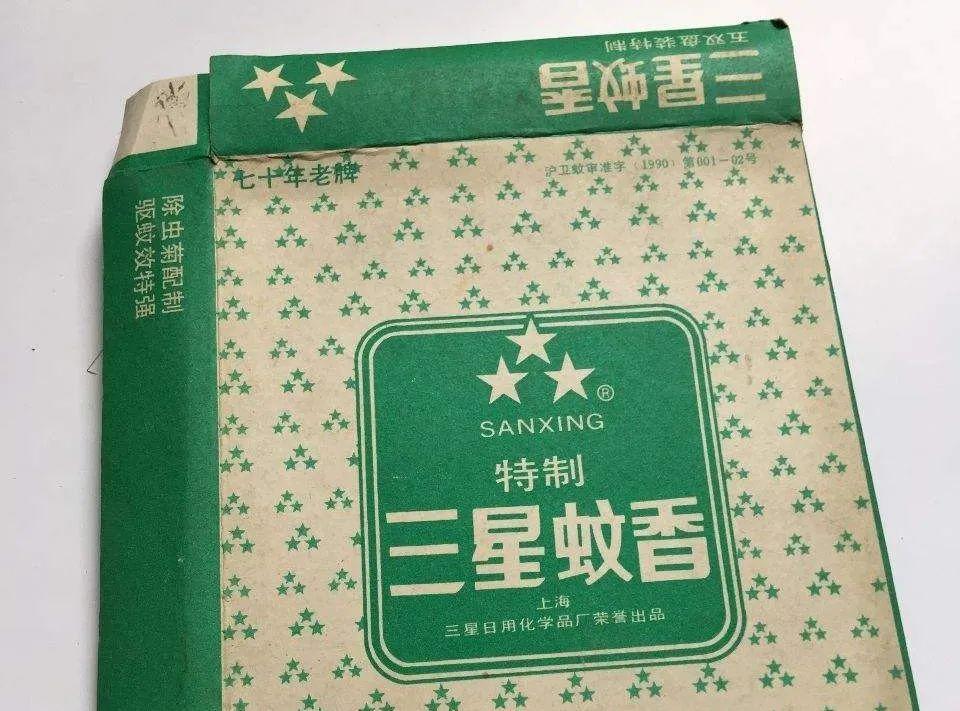 五双盘装特制
三星蚊香
七十年老牌
沪卫蚊审准字（1990）第001-02号
除虫菊配制
驱蚊效特强
®
SANXING
特制
三星蚊香
上海
三星日用化学品厂荣誉出品